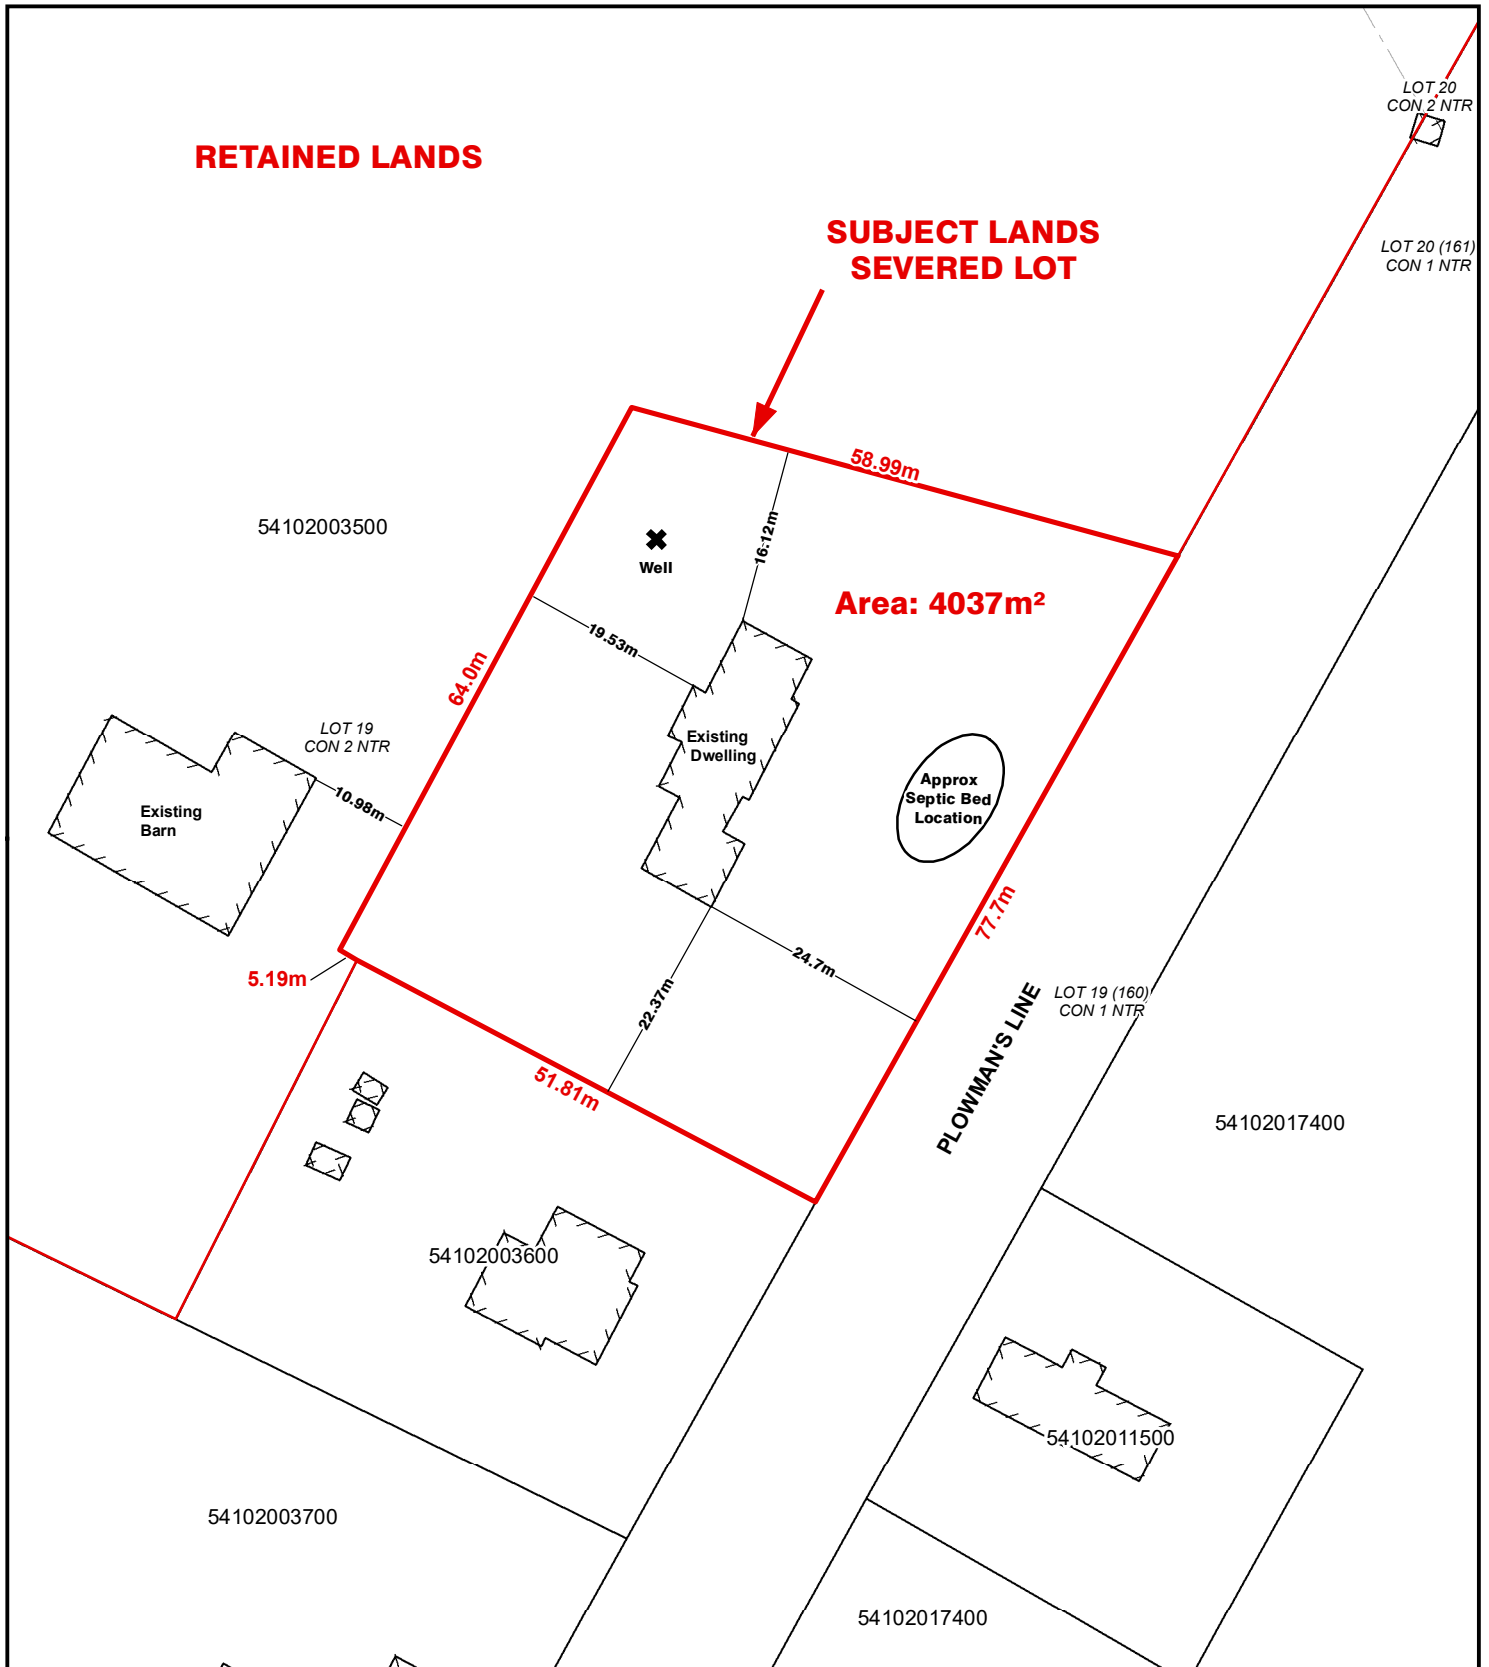 LOT 20
CON 2 NTR
RETAINED LANDS
SUBJECT LANDS
SEVERED LOT
LOT 20 (161)
CON 1 NTR
58.99m
54102003500
16.12m
Well
Area: 4037m²
19.53m
64.0m
LOT 19
CON 2 NTR
Existing
Dwelling
Approx
Septic Bed
Location
10.98m
Existing
Barn
77.7m
24.7m
5.19m
22.37m
LOT 19 (160)
CON 1 NTR
PLOWMAN'S LINE
51.81m
54102017400
54102003600
54102011500
54102003700
54102017400